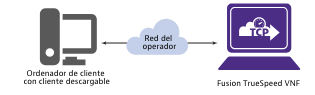 Red del
operador
TCP
Ordenador de cliente
con cliente descargable
Fusion TrueSpeed VNF